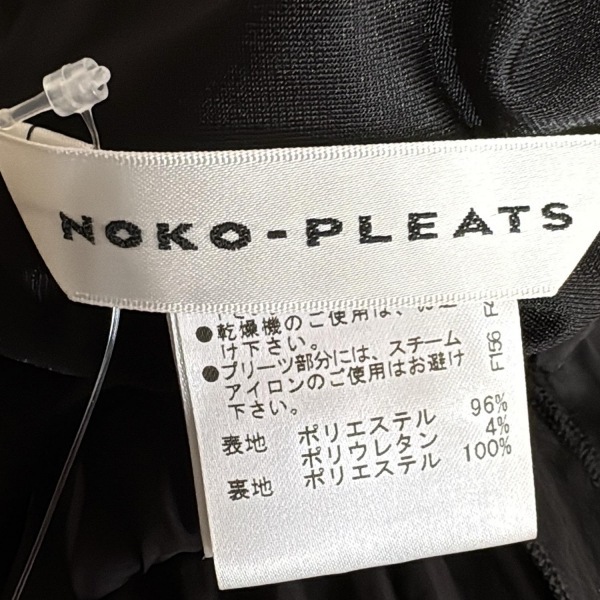 NOKO-PLEATS
●乾燥機のご使用は、お避
け下さい。
●プリーツ部分には、スチーム
アイロンのご使用はお避け
下さい。
表地 ポリエステル 96%
ポリウレタン 4%
裏地 ポリエステル 100%
F156